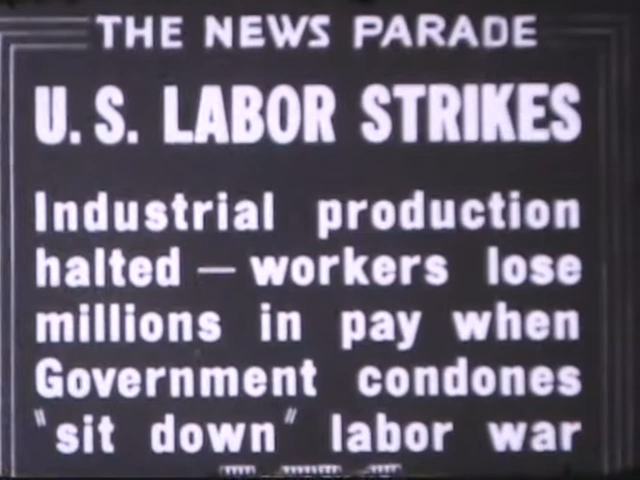 THE NEWS PARADE
U.S. LABOR STRIKES
Industrial production
halted — workers lose
millions in pay when
Government condones
"sit down" labor war